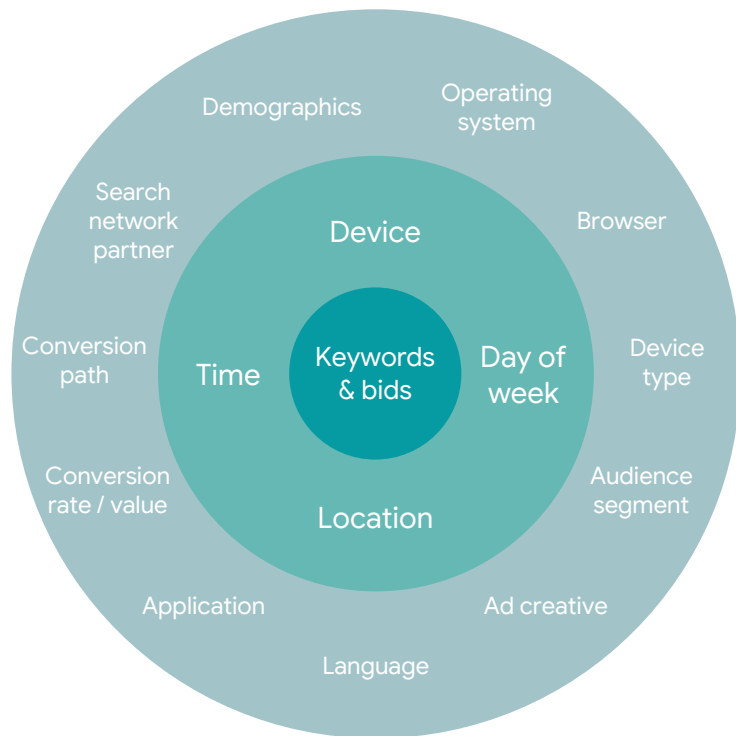 Demographics
Operating
system
Search
network
partner
Browser
Device
Conversion
path
Time
Keywords
& bids
Day of
week
Device
type
Conversion
rate / value
Audience
segment
Location
Application
Ad creative
Language